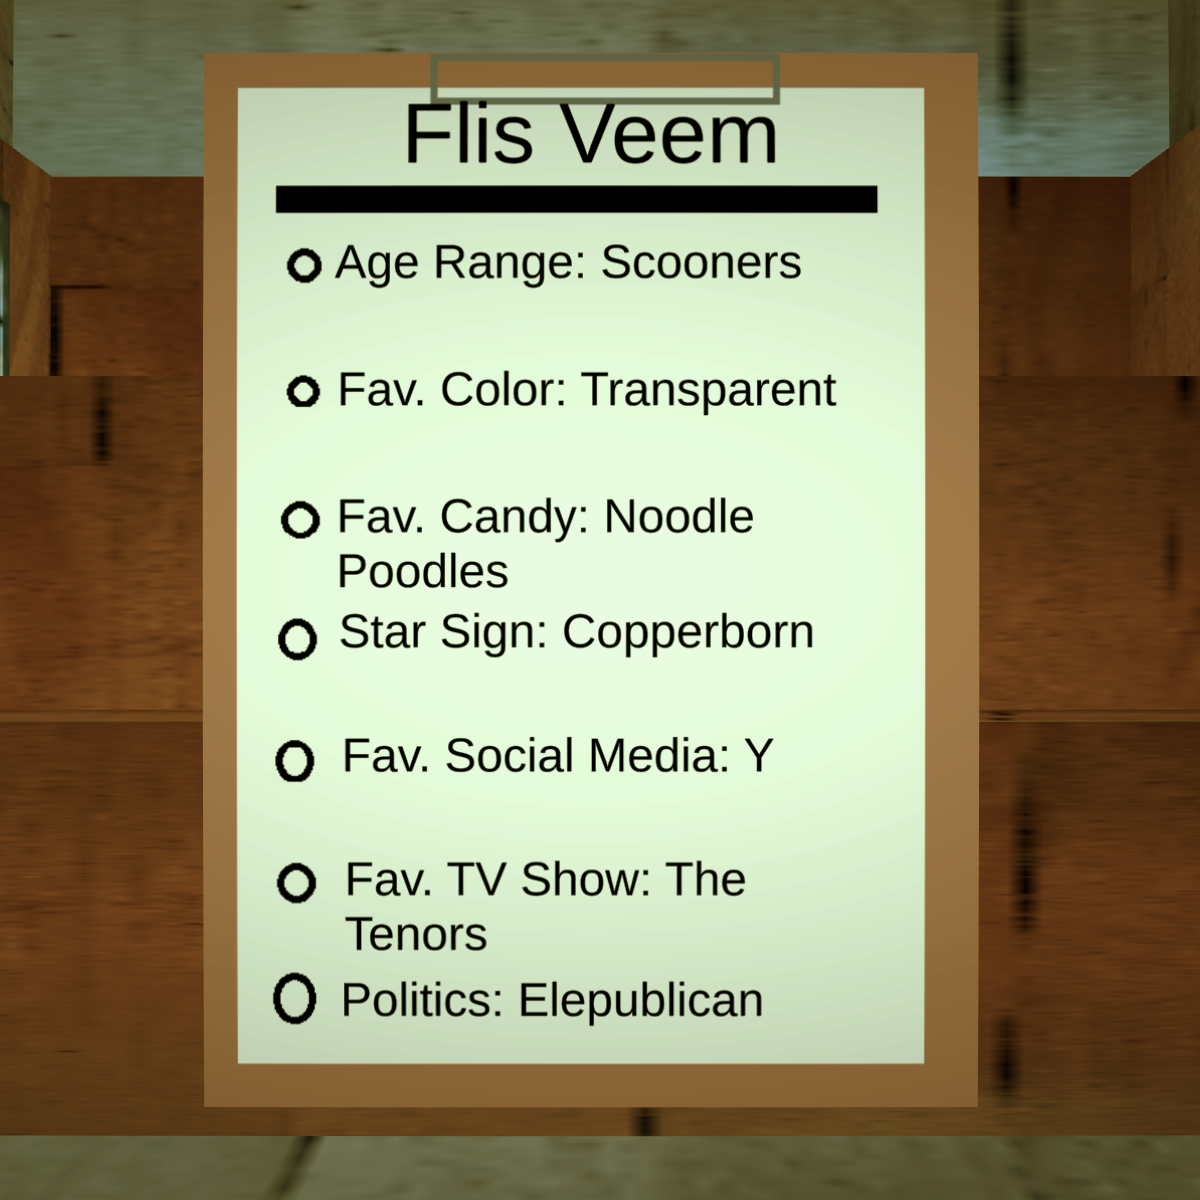 Flis Veem
Age Range: Scooners
Fav. Color: Transparent
Fav. Candy: Noodle
Poodles
Star Sign: Copperborn
Fav. Social Media: Y
Fav. TV Show: The
Tenors
Politics: Elepublican